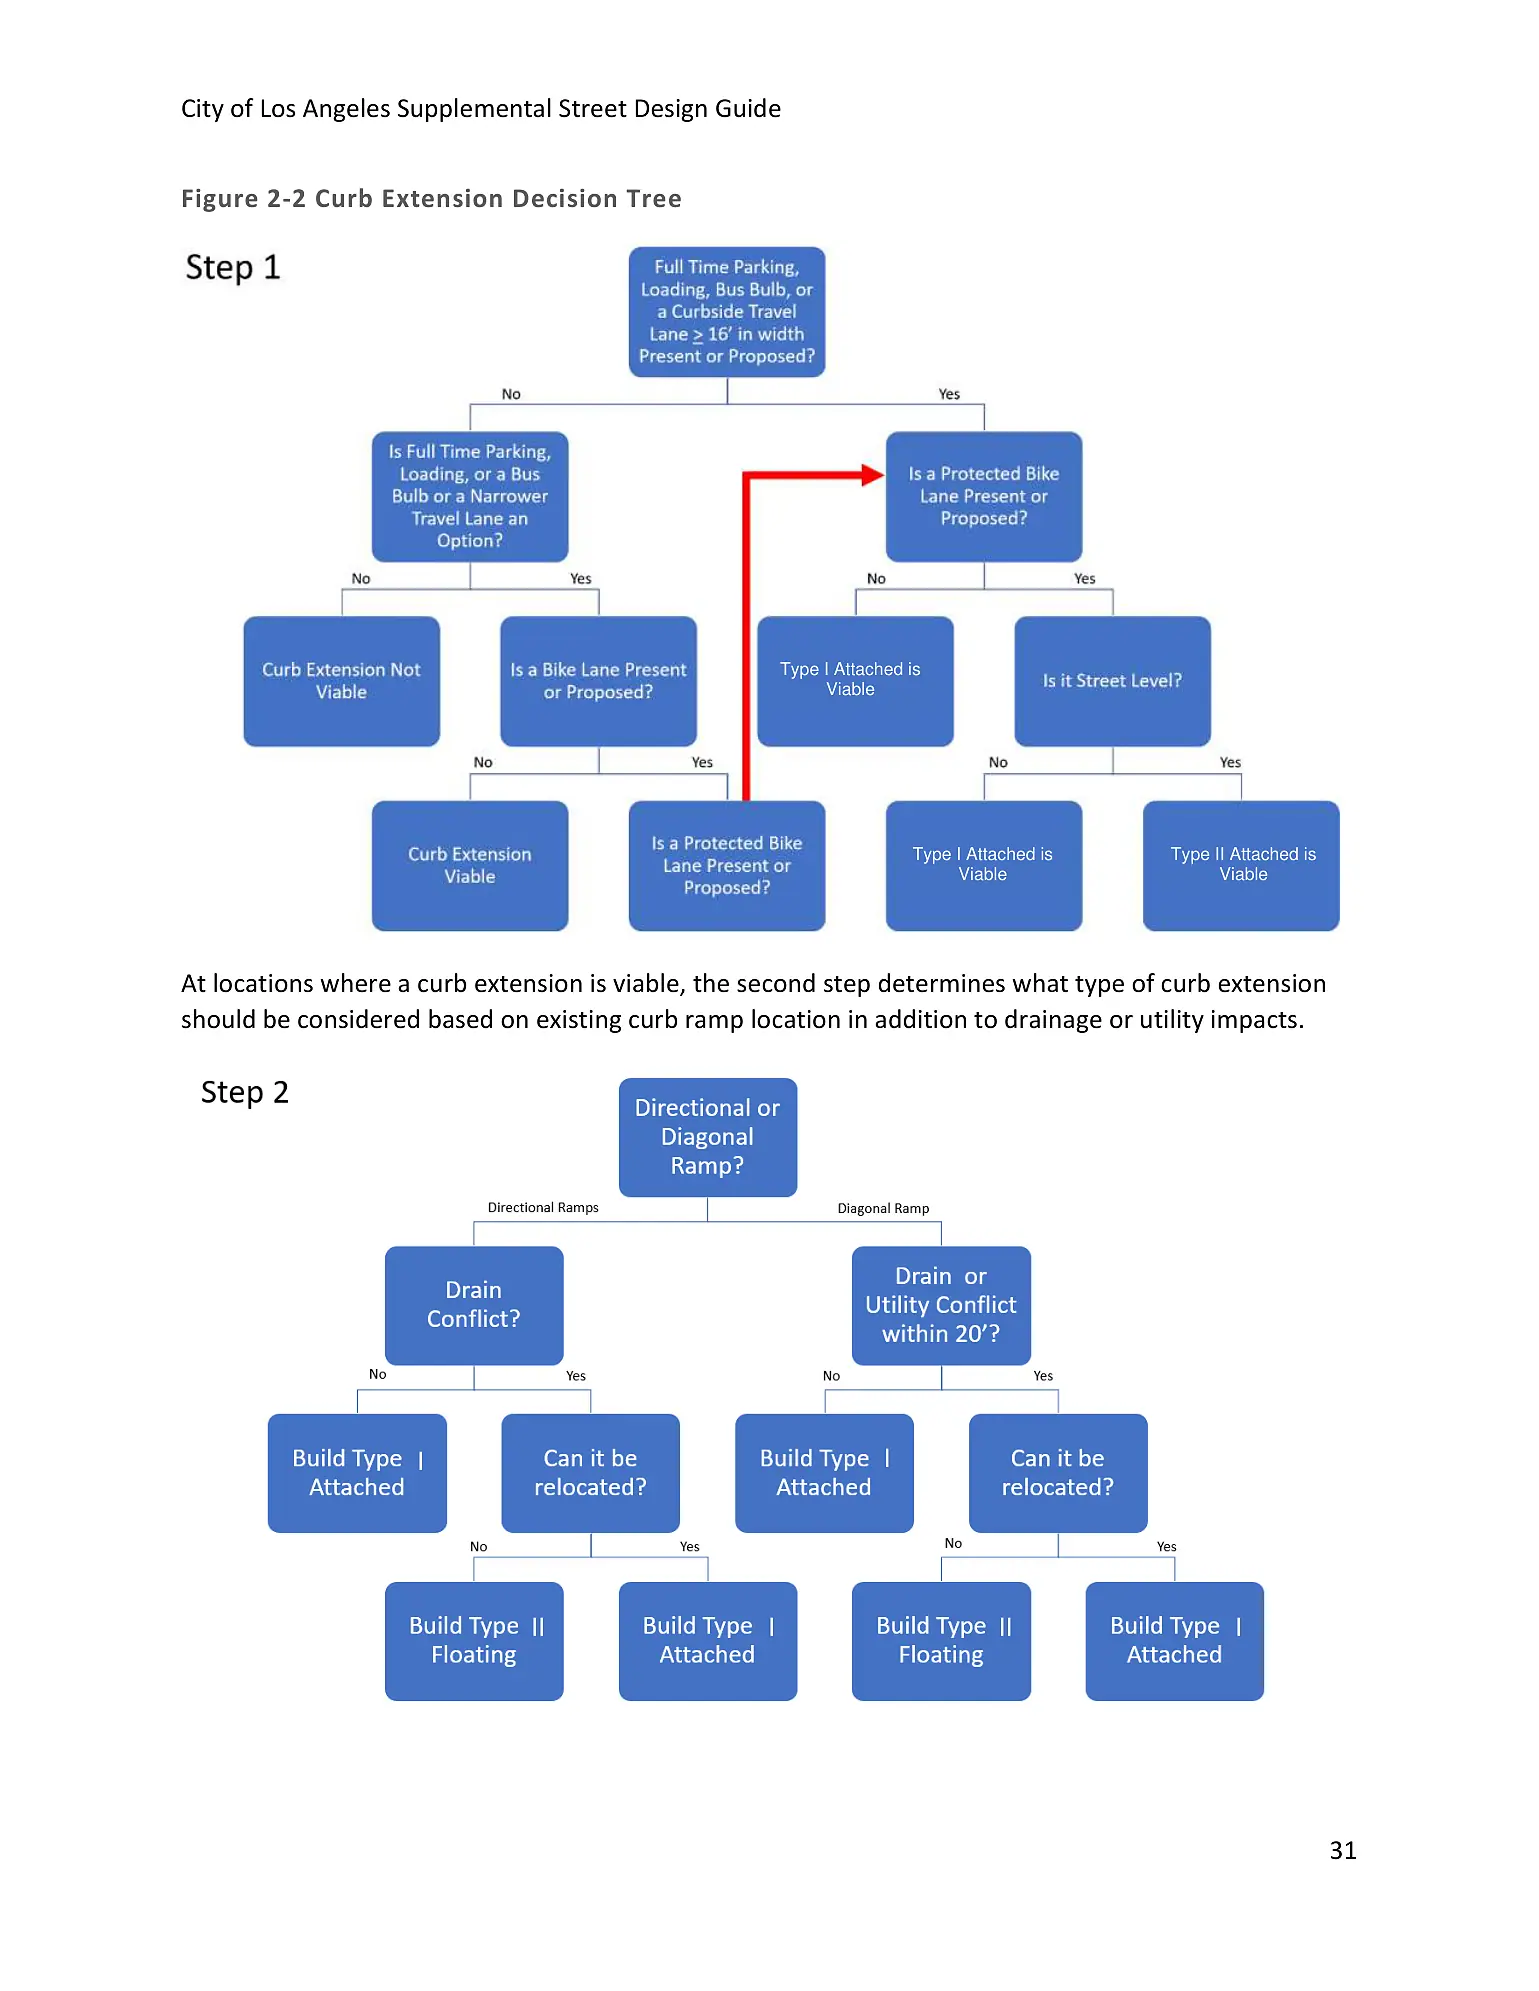 City of Los Angeles Supplemental Street Design Guide
Figure 2-2 Curb Extension Decision Tree
Step 1
Full Time Parking,
Loading, Bus Bulb, or
a Curbside Travel
Lane ≥ 16’ in width
Present or Proposed?
No
Yes
Is Full Time Parking,
Loading, or a Bus
Bulb or a Narrower
Travel Lane an
Option?
Is a Protected Bike
Lane Present or
Proposed?
No
Yes
No
Yes
Curb Extension Not
Viable
Is a Bike Lane Present
or Proposed?
Type I Attached is
Viable
Is it Street Level?
No
Yes
No
Yes
Curb Extension
Viable
Is a Protected Bike
Lane Present or
Proposed?
Type I Attached is
Viable
Type II Attached is
Viable
At locations where a curb extension is viable, the second step determines what type of curb extension
should be considered based on existing curb ramp location in addition to drainage or utility impacts.
Step 2
Directional or
Diagonal
Ramp?
Directional Ramps
Diagonal Ramp
Drain
Conflict?
Drain or
Utility Conflict
within 20’?
No
Yes
No
Yes
Build Type I
Attached
Can it be
relocated?
Build Type I
Attached
Can it be
relocated?
No
Yes
No
Yes
Build Type II
Floating
Build Type I
Attached
Build Type II
Floating
Build Type I
Attached
31